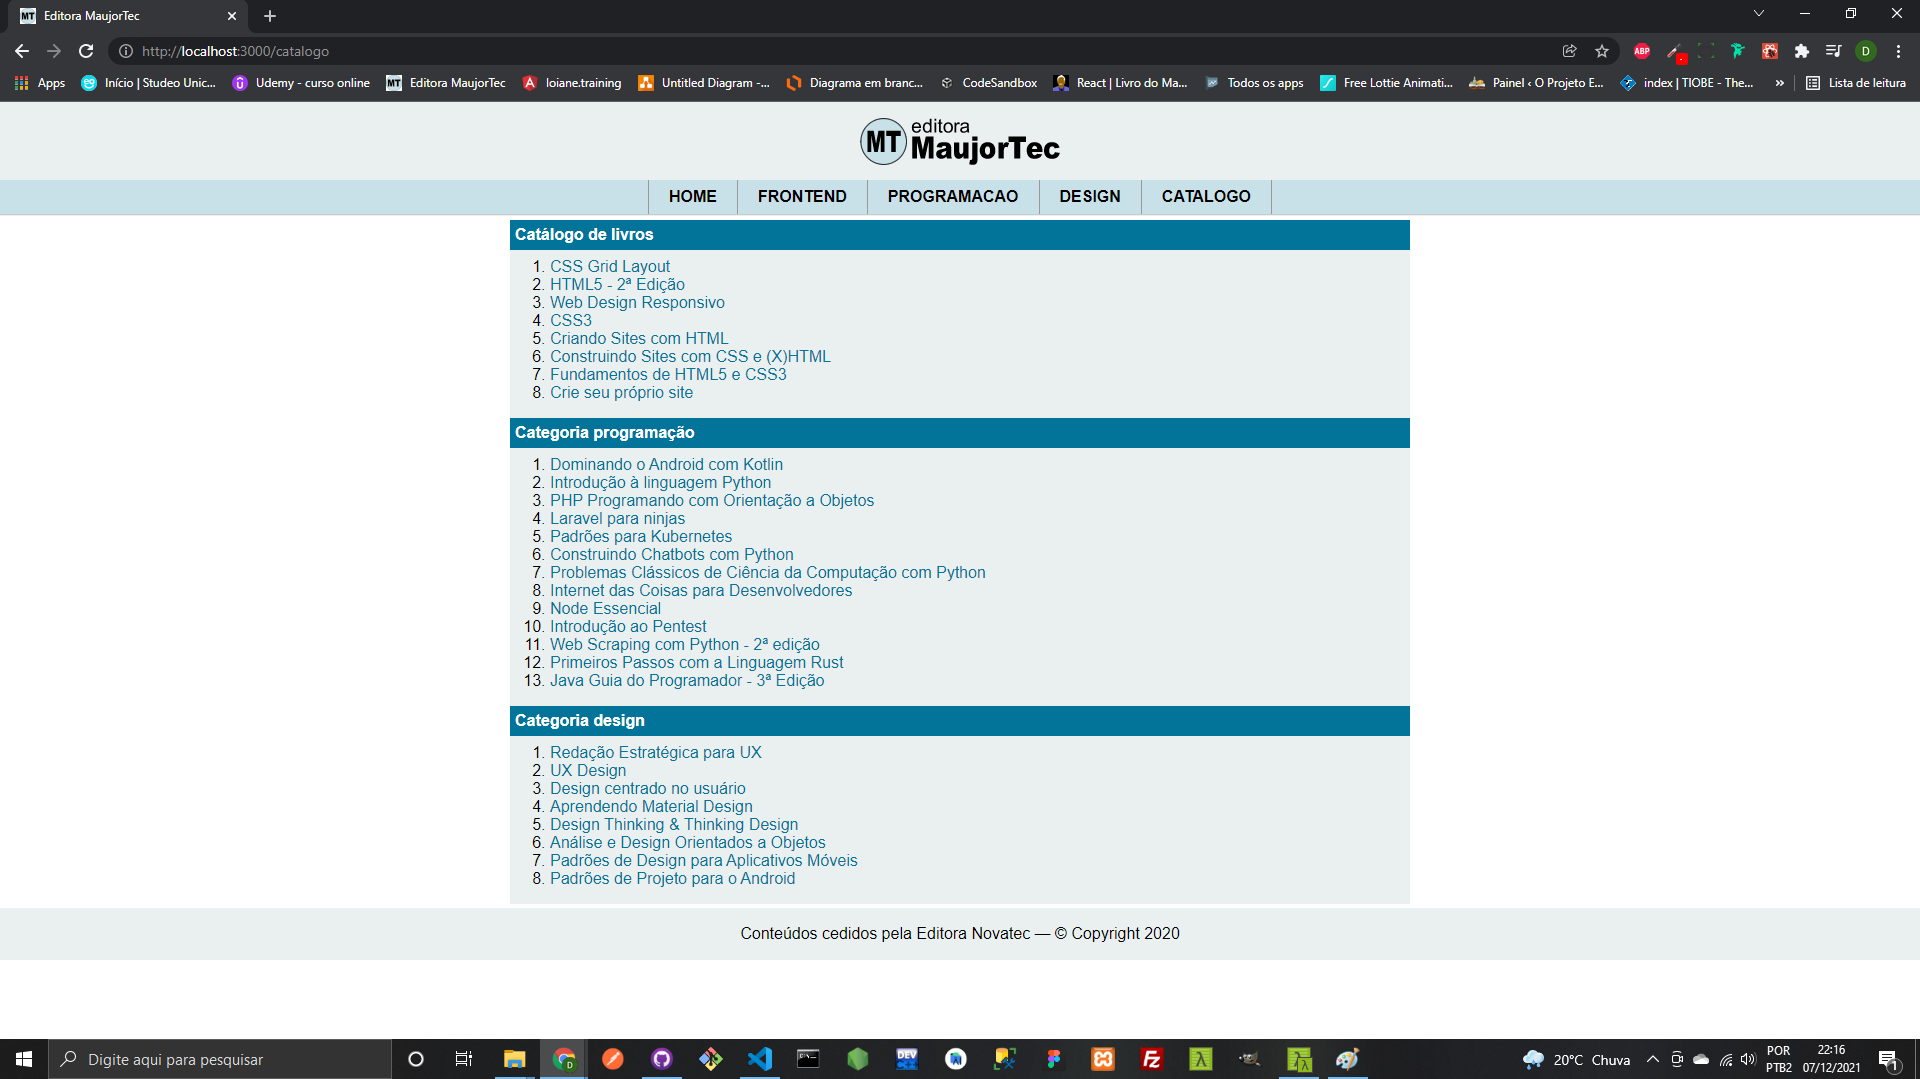 MT Editora MaujorTec
http://localhost:3000/catalogo
ABP
D
Apps
Início | Studeo Unic...
Udemy - curso online
MT Editora MaujorTec
loiane.training
Untitled Diagram -...
Diagrama em branc...
CodeSandbox
React | Livro do Ma...
Todos os apps
Free Lottie Animati...
Painel ‹ O Projeto E...
index | TIOBE - The...
»
Lista de leitura
MT editora
MaujorTec
HOME
FRONTEND
PROGRAMACAO
DESIGN
CATALOGO
Catálogo de livros
1. CSS Grid Layout
2. HTML5 - 2ª Edição
3. Web Design Responsivo
4. CSS3
5. Criando Sites com HTML
6. Construindo Sites com CSS e (X)HTML
7. Fundamentos de HTML5 e CSS3
8. Crie seu próprio site
Categoria programação
1. Dominando o Android com Kotlin
2. Introdução à linguagem Python
3. PHP Programando com Orientação a Objetos
4. Laravel para ninjas
5. Padrões para Kubernetes
6. Construindo Chatbots com Python
7. Problemas Clássicos de Ciência da Computação com Python
8. Internet das Coisas para Desenvolvedores
9. Node Essencial
10. Introdução ao Pentest
11. Web Scraping com Python - 2ª edição
12. Primeiros Passos com a Linguagem Rust
13. Java Guia do Programador - 3ª Edição
Categoria design
1. Redação Estratégica para UX
2. UX Design
3. Design centrado no usuário
4. Aprendendo Material Design
5. Design Thinking & Thinking Design
6. Análise e Design Orientados a Objetos
7. Padrões de Design para Aplicativos Móveis
8. Padrões de Projeto para o Android
Conteúdos cedidos pela Editora Novatec — © Copyright 2020
Digite aqui para pesquisar
D
DEV
Fz
20°C Chuva
POR
PTB2
22:16
07/12/2021
1